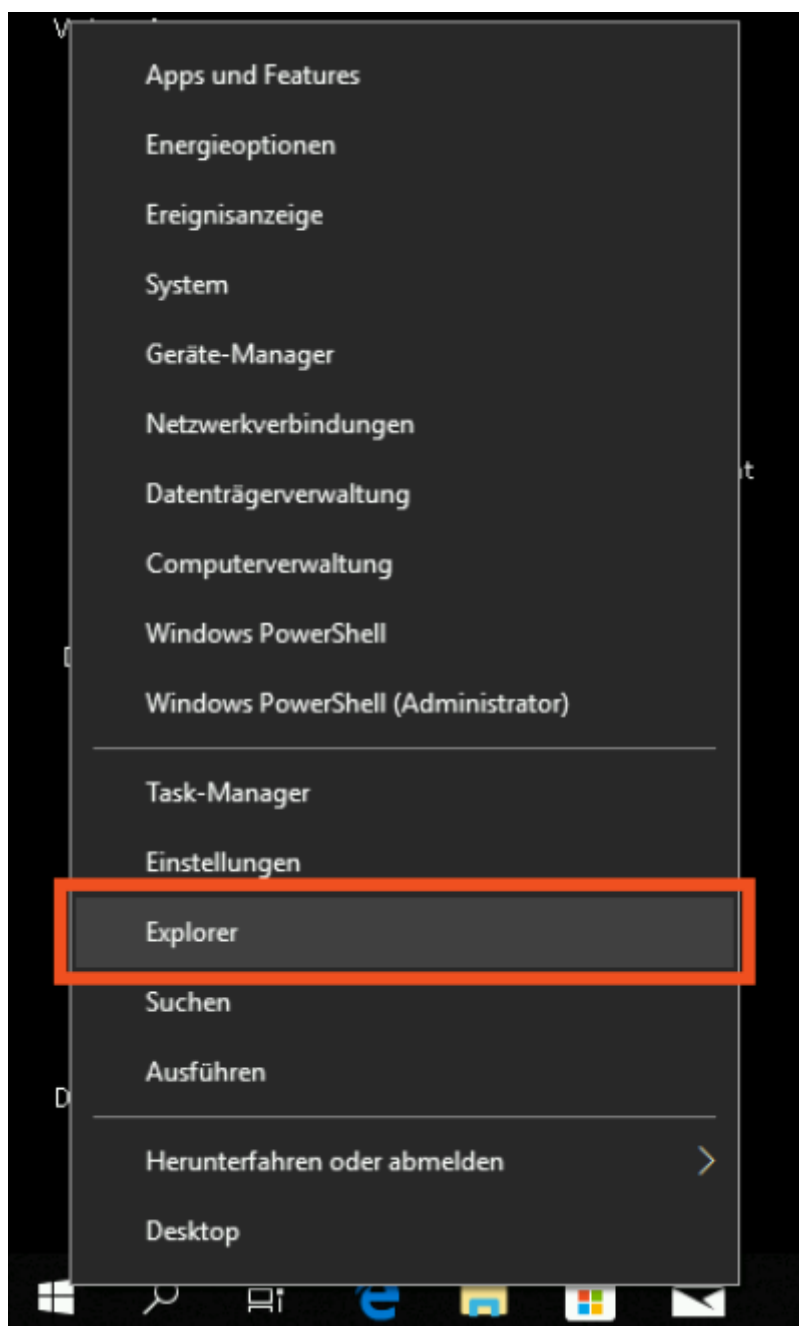 Apps und Features
Energieoptionen
Ereignisanzeige
System
Geräte-Manager
Netzwerkverbindungen
Datenträgerverwaltung
Computerverwaltung
Windows PowerShell
Windows PowerShell (Administrator)
Task-Manager
Einstellungen
Explorer
Suchen
Ausführen
Herunterfahren oder abmelden
Desktop